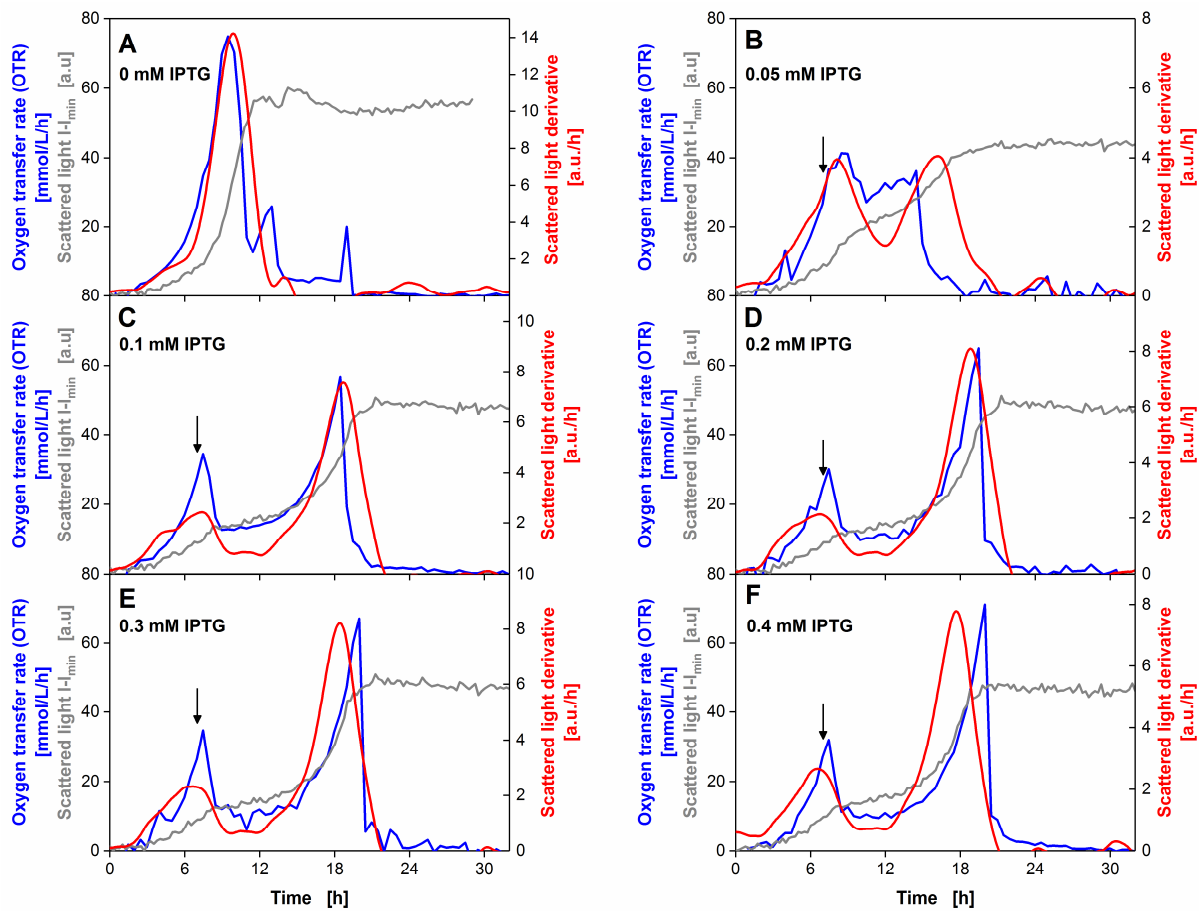 A
0 mM IPTG
Oxygen transfer rate (OTR)
[mmol/L/h]
Scattered light I-Imin [a.u]
80
60
40
20
80
14
12
10
8
6
4
2
Scattered light derivative
[a.u./h]
B
0.05 mM IPTG
Oxygen transfer rate (OTR)
[mmol/L/h]
Scattered light I-Imin [a.u]
80
60
40
20
80
8
6
4
2
0
Scattered light derivative
[a.u./h]
C
0.1 mM IPTG
Oxygen transfer rate (OTR)
[mmol/L/h]
Scattered light I-Imin [a.u]
60
40
20
80
10
8
6
4
2
10
Scattered light derivative
[a.u./h]
D
0.2 mM IPTG
Oxygen transfer rate (OTR)
[mmol/L/h]
Scattered light I-Imin [a.u]
60
40
20
80
8
6
4
2
0
Scattered light derivative
[a.u./h]
E
0.3 mM IPTG
Oxygen transfer rate (OTR)
[mmol/L/h]
Scattered light I-Imin [a.u]
60
40
20
0
8
6
4
2
0
Scattered light derivative
[a.u./h]
0 6 12 18 24 30
Time [h]
F
0.4 mM IPTG
Oxygen transfer rate (OTR)
[mmol/L/h]
Scattered light I-Imin [a.u]
60
40
20
0
8
6
4
2
0
Scattered light derivative
[a.u./h]
0 6 12 18 24 30
Time [h]